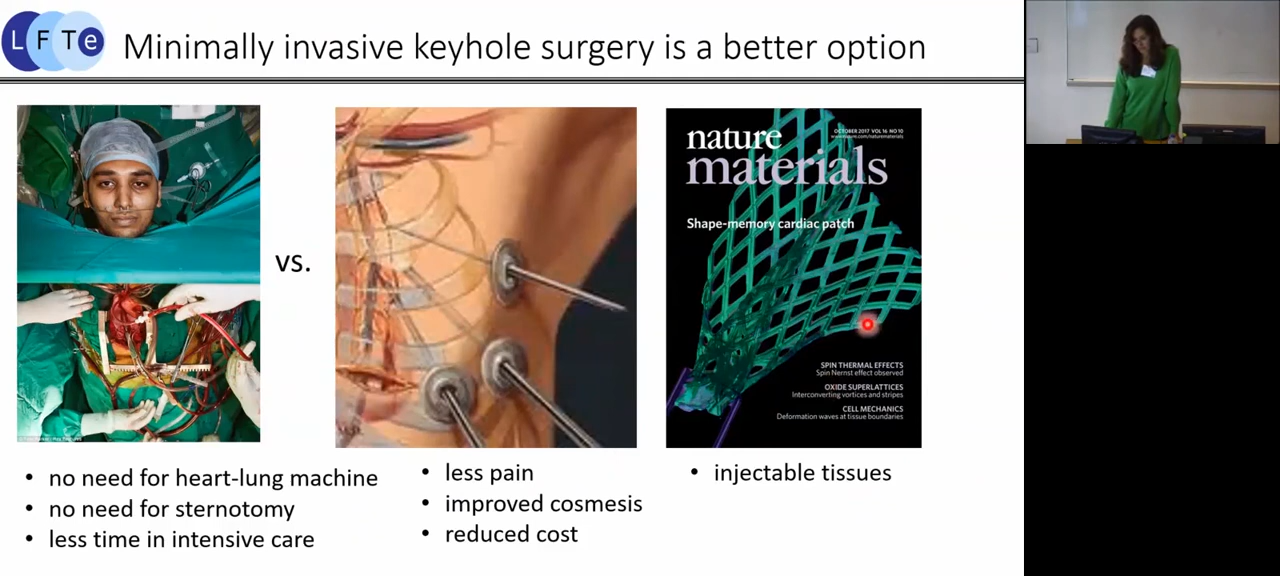 LFTe
Minimally invasive keyhole surgery is a better option
vs.
nature
materials
OCTOBER 2017 VOL 16 NO 10
www.nature.com/naturematerials
Shape-memory cardiac patch
SPIN THERMAL EFFECTS
Spin Nernst effect observed
OXIDE SUPERLATTICES
Interconverting vortices and stripes
CELL MECHANICS
Deformation waves at tissue boundaries
• no need for heart-lung machine
• no need for sternotomy
• less time in intensive care
• less pain
• improved cosmesis
• reduced cost
• injectable tissues